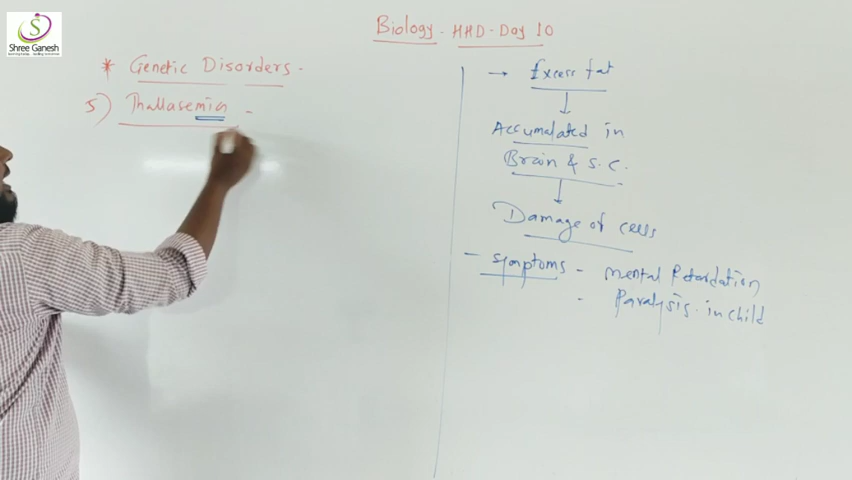 Shree Ganesh
Biology - HHD - Day 10
* Genetic Disorders -
5) Thallasemia -
→ Excess fat
↓
Accumalated in
Brain & S.C.
↓
Damage of cells
- Symptoms - Mental Retardation
- Paralysis. in child